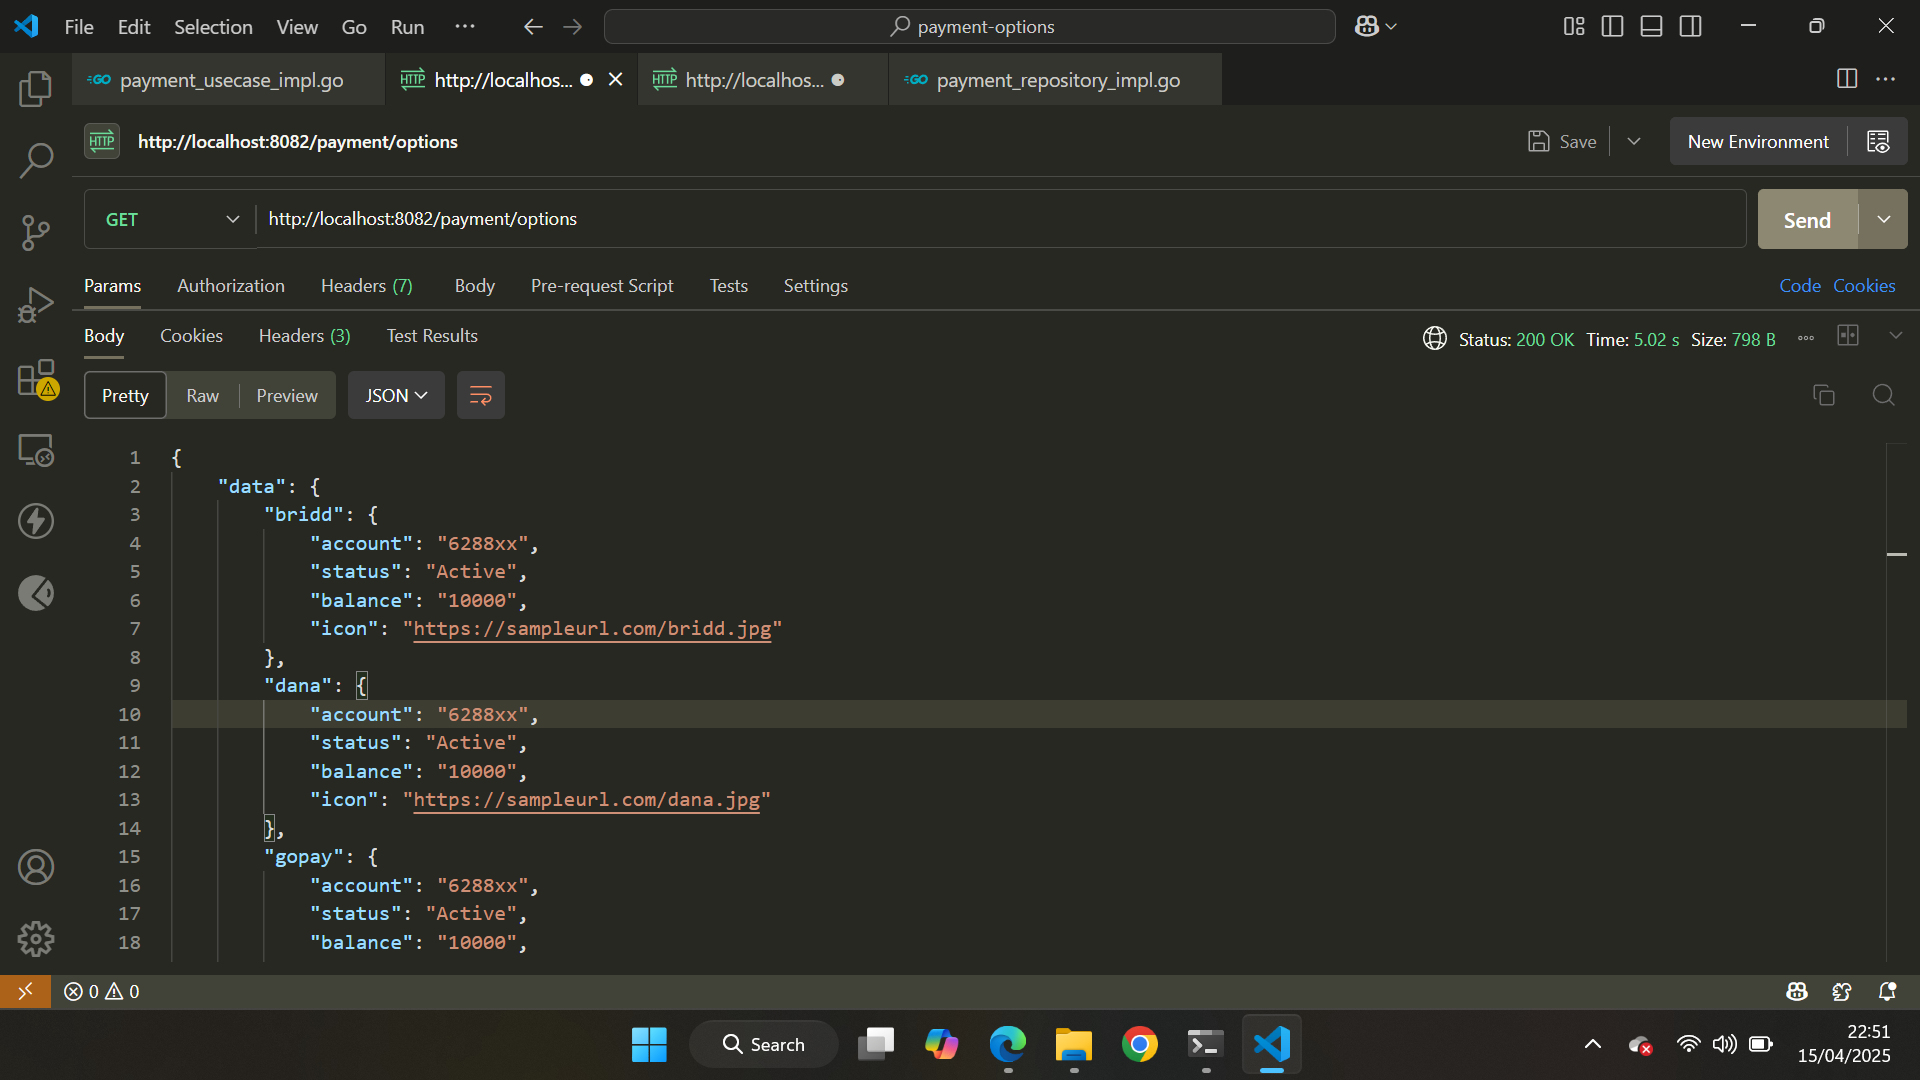 File Edit Selection View Go Run ··· payment-options
payment_usecase_impl.go http://localhos... http://localhos... payment_repository_impl.go
HTTP http://localhost:8082/payment/options Save New Environment
GET http://localhost:8082/payment/options Send
Params Authorization Headers (7) Body Pre-request Script Tests Settings Code Cookies
Body Cookies Headers (3) Test Results Status: 200 OK Time: 5.02 s Size: 798 B
Pretty Raw Preview JSON
1 {
2 "data": {
3 "bridd": {
4 "account": "6288xx",
5 "status": "Active",
6 "balance": "10000",
7 "icon": "https://sampleurl.com/bridd.jpg"
8 },
9 "dana": {
10 "account": "6288xx",
11 "status": "Active",
12 "balance": "10000",
13 "icon": "https://sampleurl.com/dana.jpg"
14 },
15 "gopay": {
16 "account": "6288xx",
17 "status": "Active",
18 "balance": "10000",
0 0
Search 22:51
15/04/2025